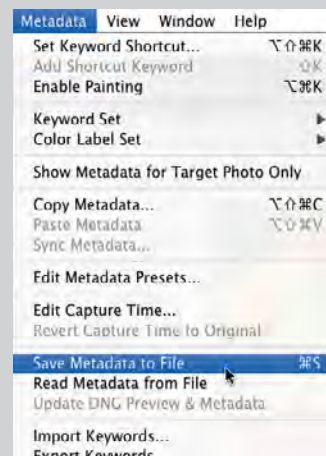 Metadata View Window Help
Set Keyword Shortcut... ⌥⇧⌘K
Add Shortcut Keyword ⇧K
Enable Painting ⌥⌘K
Keyword Set ▶
Color Label Set ▶
Show Metadata for Target Photo Only
Copy Metadata... ⌥⇧⌘C
Paste Metadata ⌥⇧⌘V
Sync Metadata...
Edit Metadata Presets...
Edit Capture Time...
Revert Capture Time to Original
Save Metadata to File ⌘S
Read Metadata from File
Update DNG Preview & Metadata
Import Keywords...
Export Keywords